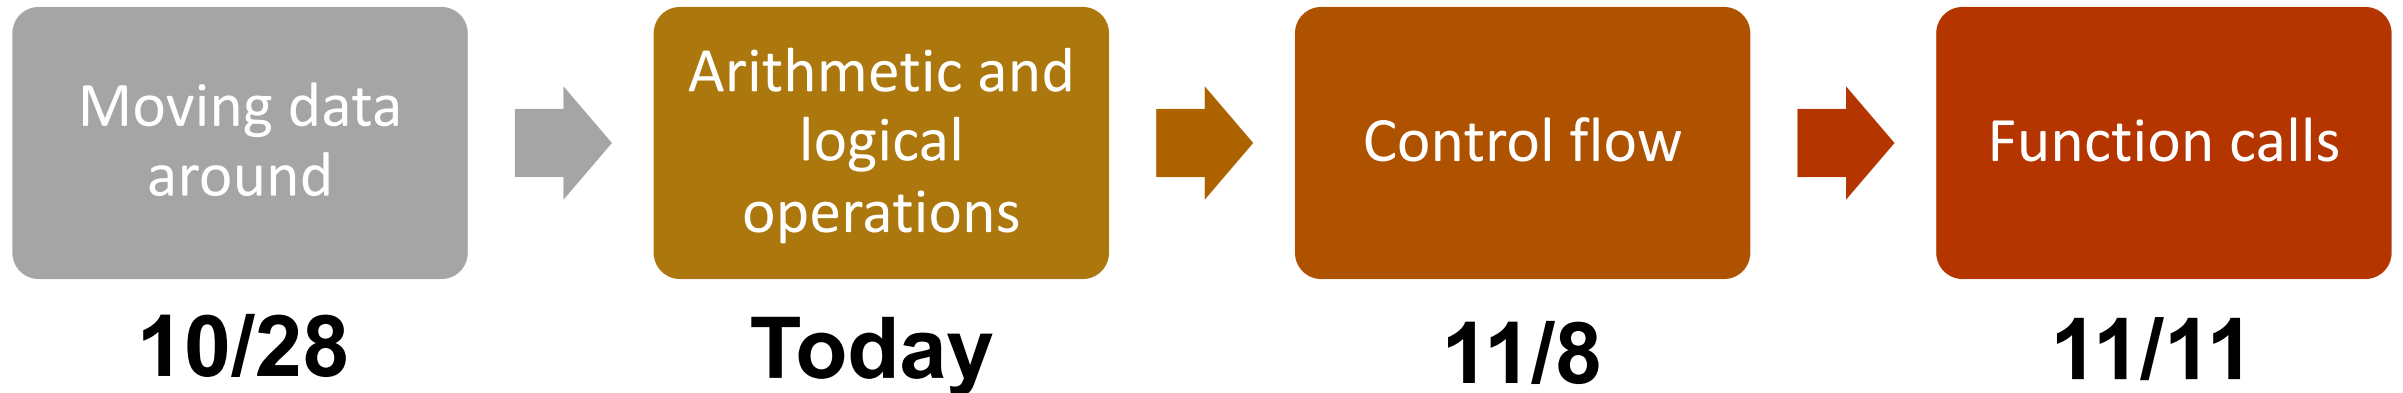 Moving data
around
Arithmetic and
logical
operations
Control flow
Function calls
10/28
Today
11/8
11/11